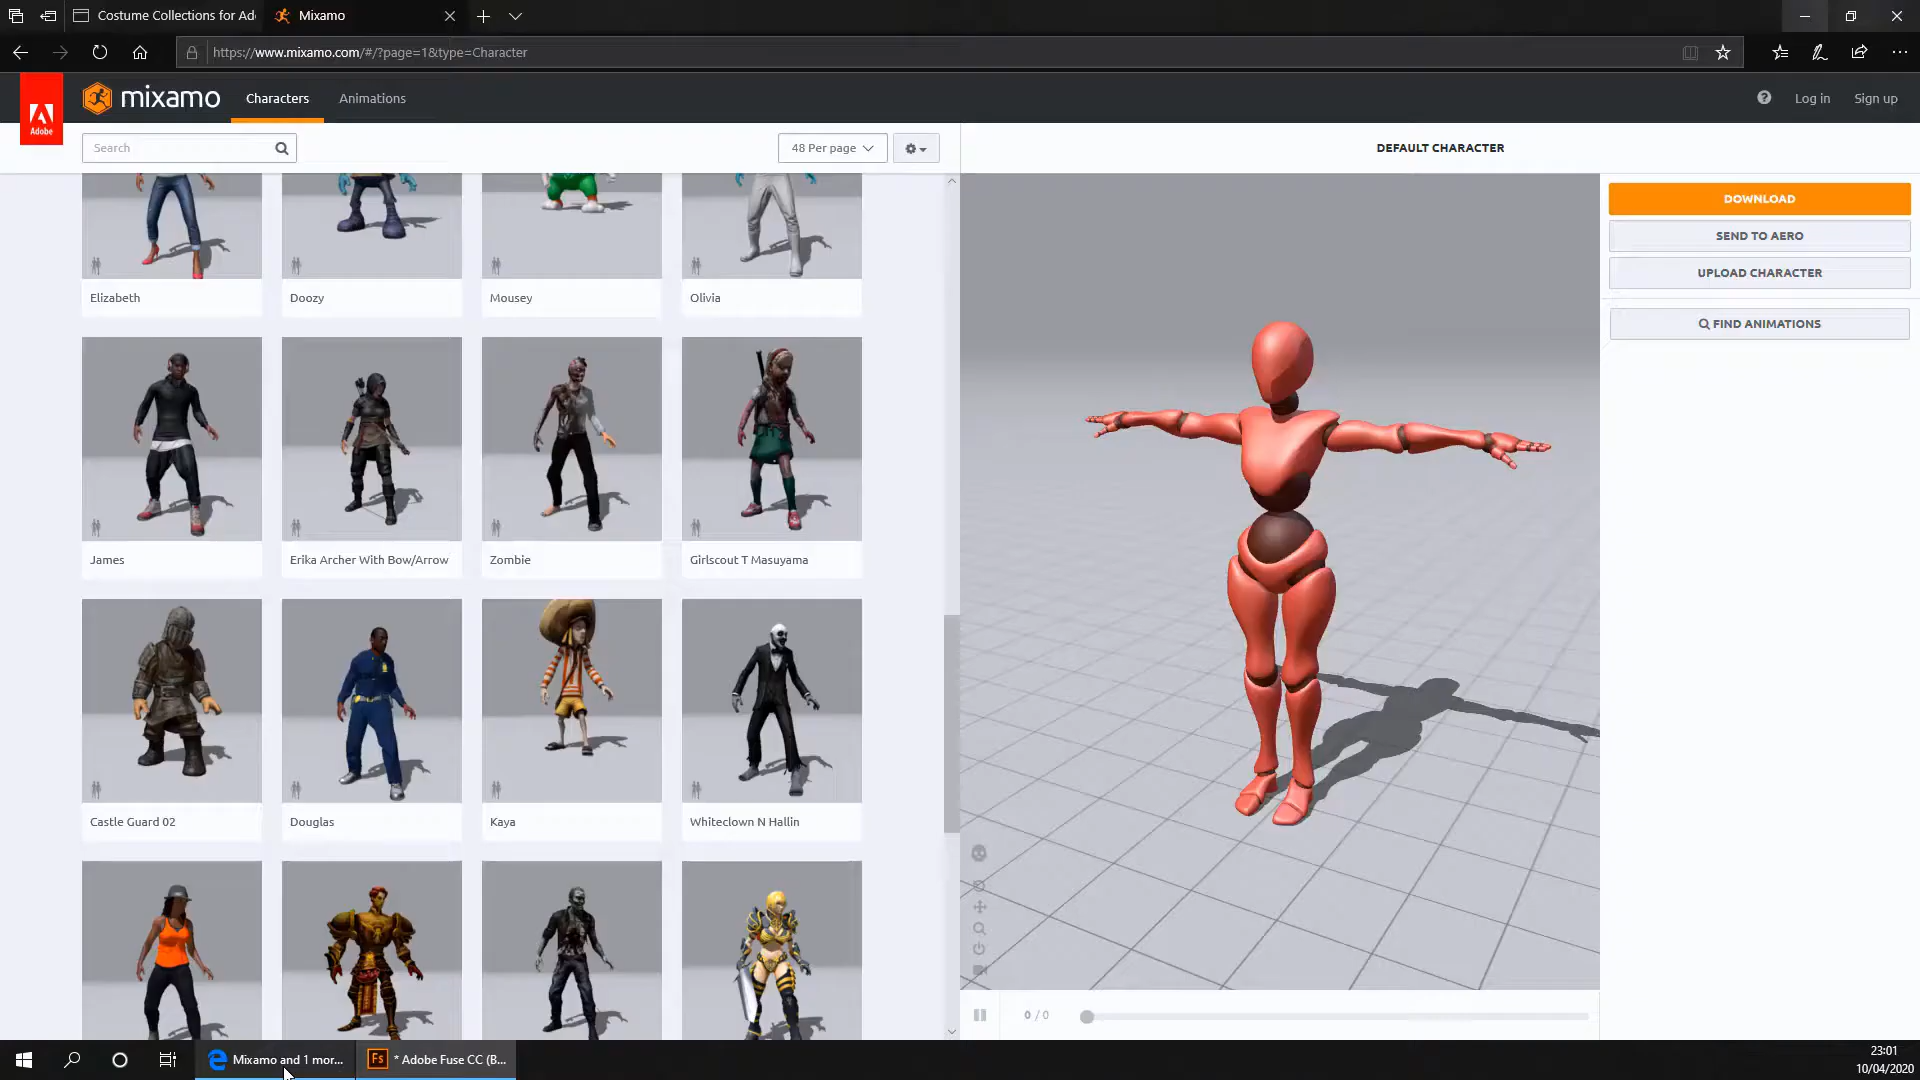 Costume Collections for Ad
Mixamo
https://www.mixamo.com/#/?page=1&type=Character
Adobe
mixamo
Characters
Animations
Log in
Sign up
Search
48 Per page
DEFAULT CHARACTER
DOWNLOAD
SEND TO AERO
UPLOAD CHARACTER
FIND ANIMATIONS
Elizabeth
Doozy
Mousey
Olivia
James
Erika Archer With Bow/Arrow
Zombie
Girlscout T Masuyama
Castle Guard 02
Douglas
Kaya
Whiteclown N Hallin
0 / 0
Mixamo and 1 mor...
Fs
* Adobe Fuse CC (B...
23:01
10/04/2020